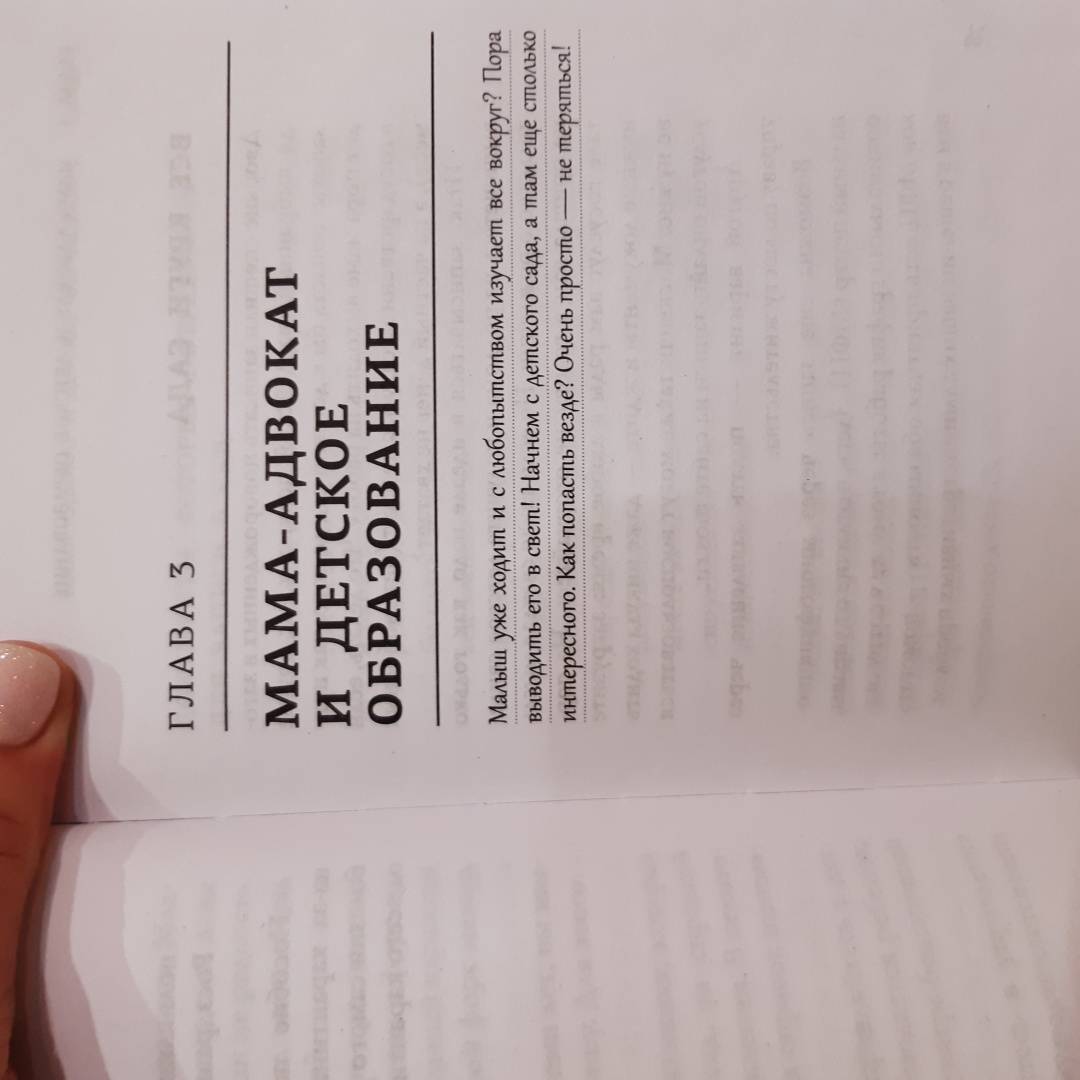 ГЛАВА 3
МАМА-АДВОКАТ
И ДЕТСКОЕ
ОБРАЗОВАНИЕ
Малыш уже ходит и с любопытством изучает все вокруг? Пора
выводить его в свет! Начнем с детского сада, а там еще столько
интересного. Как попасть везде? Очень просто — не теряться!